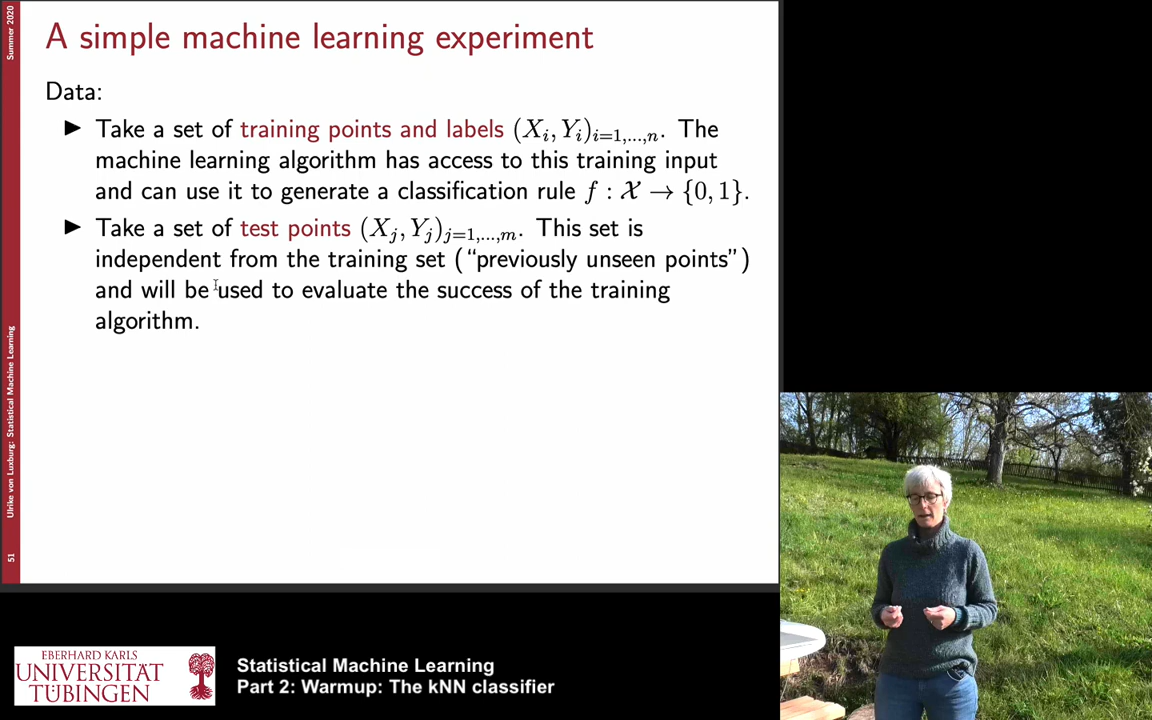 A simple machine learning experiment
Data:
▶ Take a set of training points and labels (X_i, Y_i)_{i=1,...,n}. The
machine learning algorithm has access to this training input
and can use it to generate a classification rule f : 𝒳 → {0, 1}.
▶ Take a set of test points (X_j, Y_j)_{j=1,...,m}. This set is
independent from the training set (“previously unseen points”)
and will be used to evaluate the success of the training
algorithm.
Summer 2020
Ulrike von Luxburg: Statistical Machine Learning
51
EBERHARD KARLS
UNIVERSITÄT
TÜBINGEN
Statistical Machine Learning
Part 2: Warmup: The kNN classifier